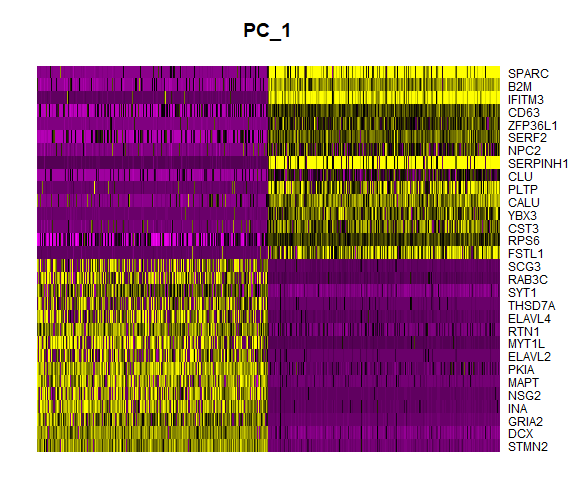 PC_1
SPARC
B2M
IFITM3
CD63
ZFP36L1
SERF2
NPC2
SERPINH1
CLU
PLTP
CALU
YBX3
CST3
RPS6
FSTL1
SCG3
RAB3C
SYT1
THSD7A
ELAVL4
RTN1
MYT1L
ELAVL2
PKIA
MAPT
NSG2
INA
GRIA2
DCX
STMN2